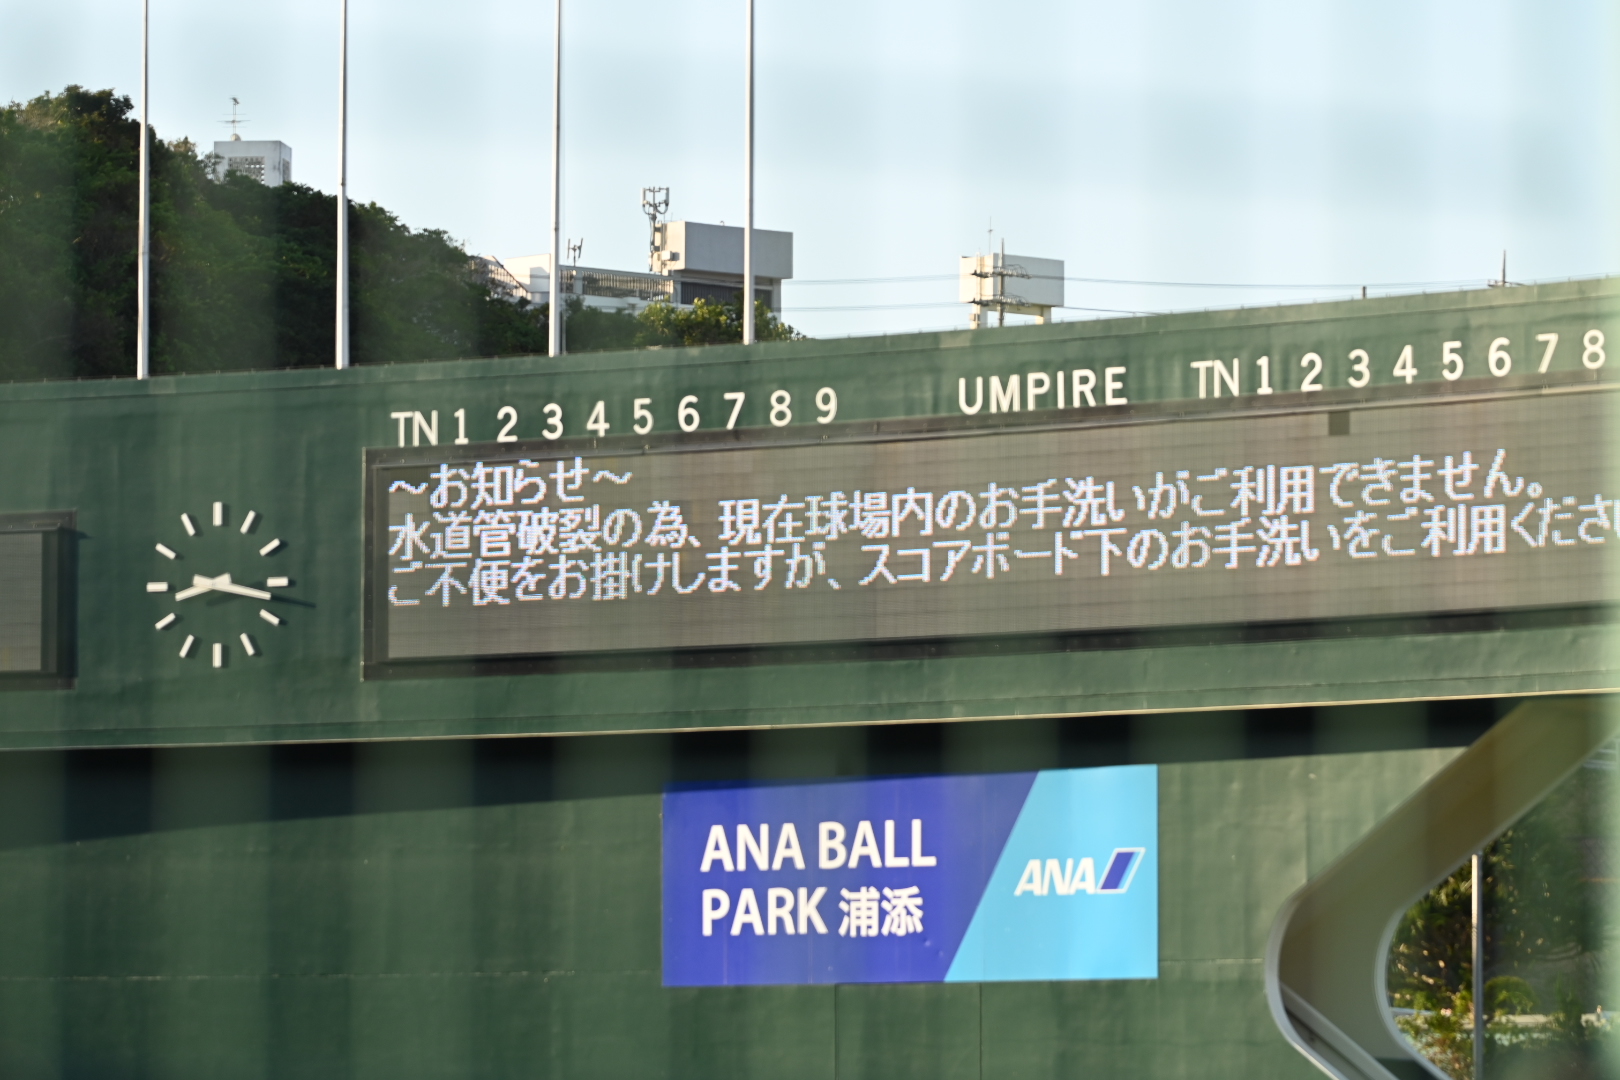 TN 1 2 3 4 5 6 7 8 9 UMPIRE TN 1 2 3 4 5 6 7 8
～お知らせ～
水道管破裂の為、現在球場内のお手洗いがご利用できません。
ご不便をお掛けしますが、スコアボード下のお手洗いをご利用くださ
ANA BALL
PARK 浦添
ANA